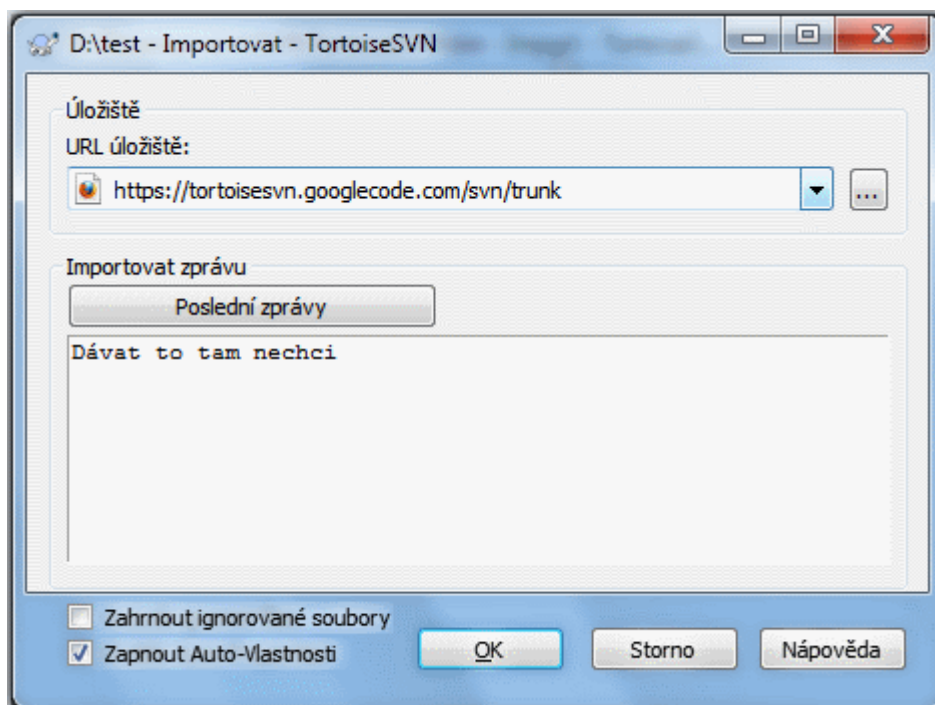 D:\test - Importovat - TortoiseSVN
Úložiště
URL úložiště:
https://tortoisesvn.googlecode.com/svn/trunk
...
Importovat zprávu
Poslední zprávy
Dávat to tam nechci
Zahrnout ignorované soubory
Zapnout Auto-Vlastnosti
OK
Storno
Nápověda